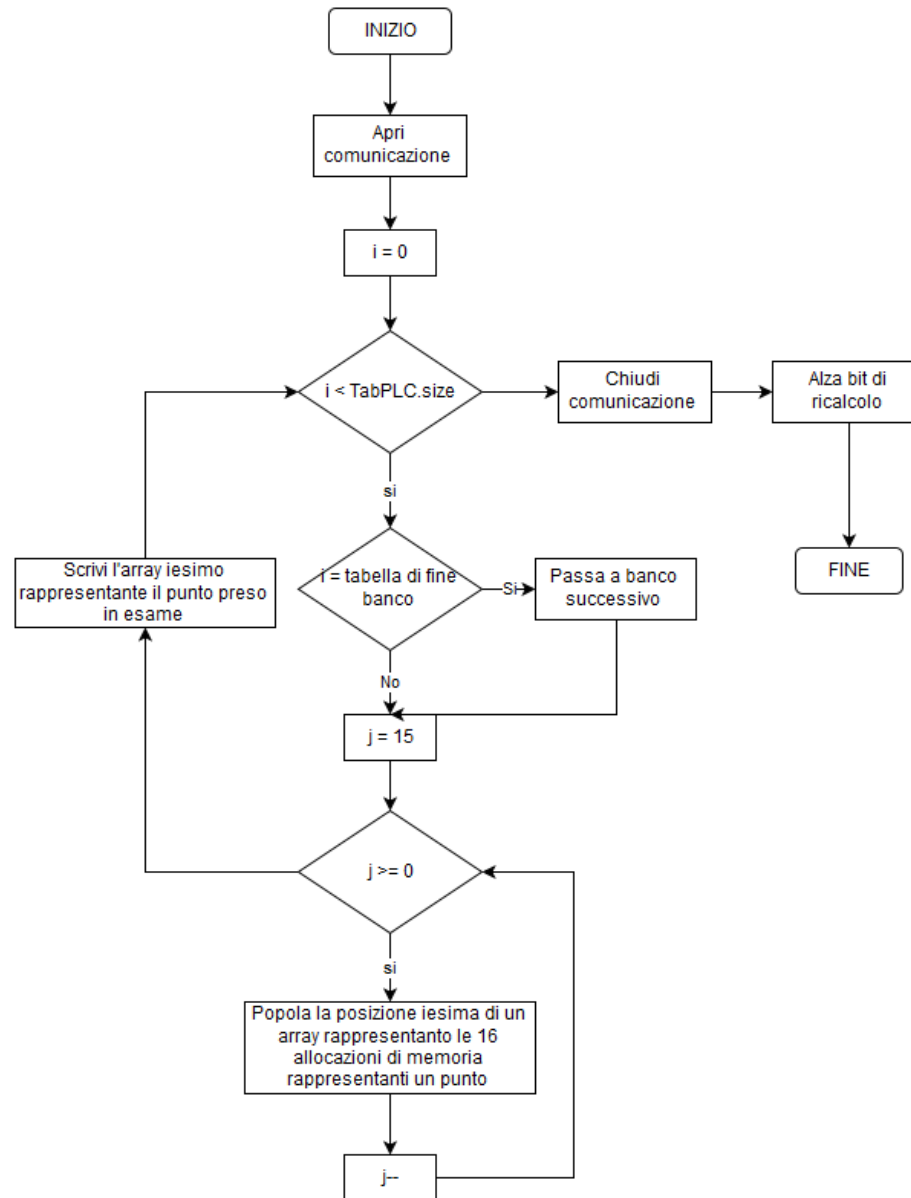 INIZIO
Apri
comunicazione
i = 0
i < TabPLC.size
Chiudi
comunicazione
Alza bit di
ricalcolo
si
Scrivi l'array iesimo
rappresentante il punto preso
in esame
i = tabella di fine
banco
Si
Passa a banco
successivo
FINE
No
j = 15
j >= 0
si
Popola la posizione iesima di un
array rappresentanto le 16
allocazioni di memoria
rappresentanti un punto
j--